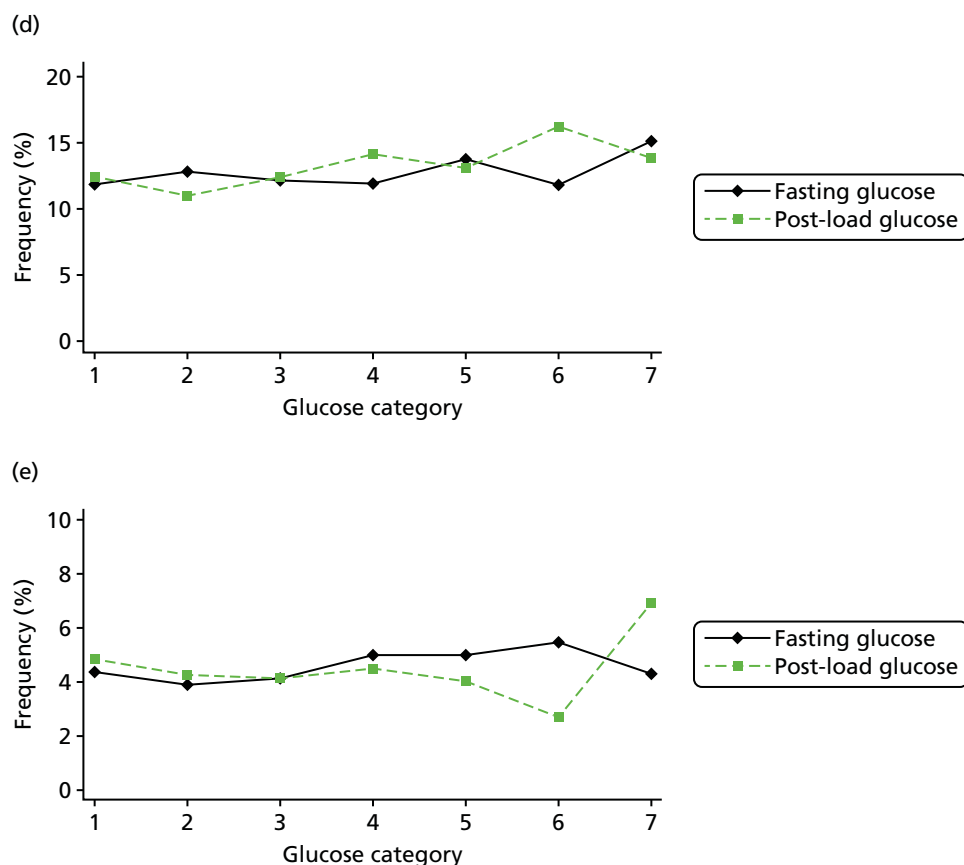 (d)
20
15
10
5
0
Frequency (%)
1 2 3 4 5 6 7
Glucose category
Fasting glucose
Post-load glucose
(e)
10
8
6
4
2
0
Frequency (%)
1 2 3 4 5 6 7
Glucose category
Fasting glucose
Post-load glucose